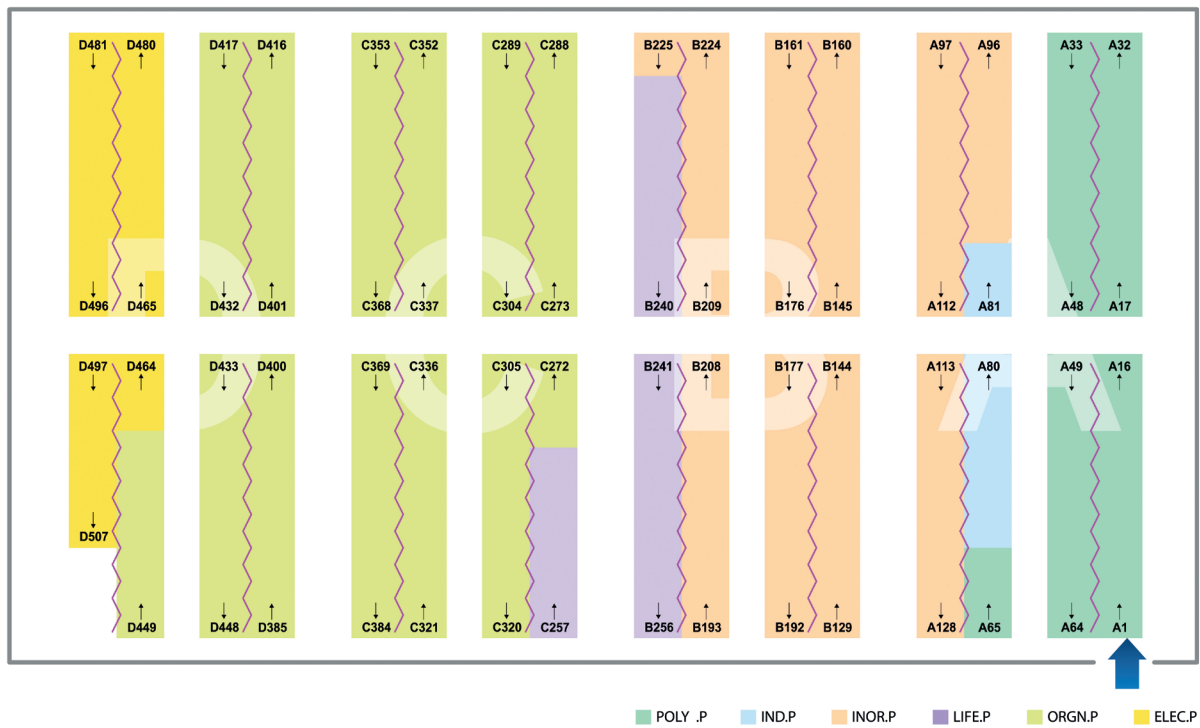 D481 D480 D417 D416 C353 C352 C289 C288 B225 B224 B161 B160 A97 A96 A33 A32
D C B A
D496 D465 D432 D401 C368 C337 C304 C273 B240 B209 B176 B145 A112 A81 A48 A17
D497 D464 D433 D400 C369 C336 C305 C272 B241 B208 B177 B144 A113 A80 A49 A16
D507
D449 D448 D385 C384 C321 C320 C257 B256 B193 B192 B129 A128 A65 A64 A1
POLY .P IND.P INOR.P LIFE.P ORGN.P ELEC.P